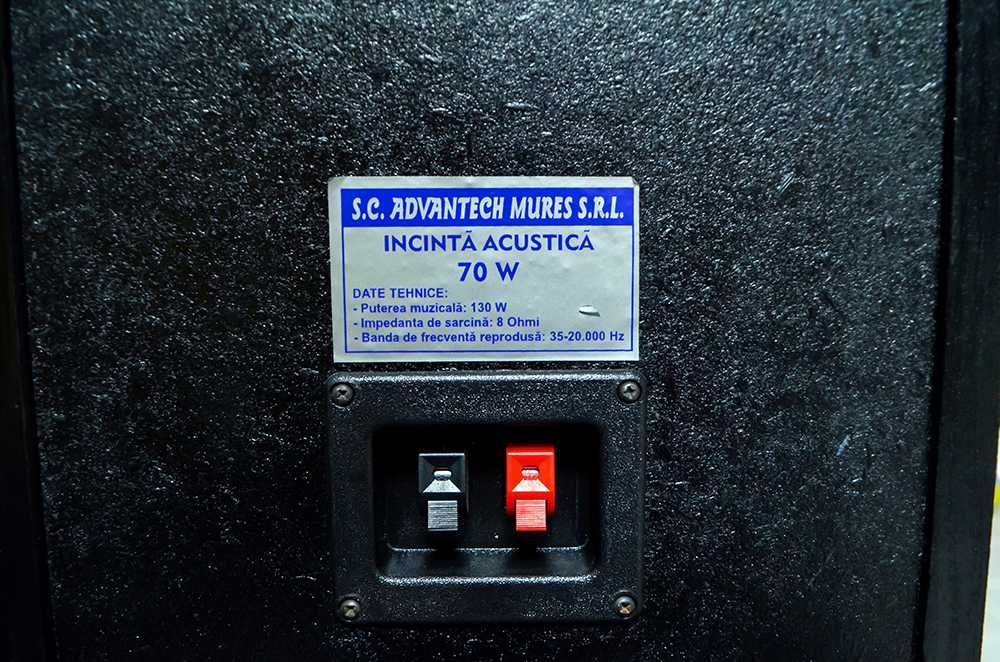 S.C. ADVANTECH MURES S.R.L.
INCINTĂ ACUSTICĂ
70 W
DATE TEHNICE:
- Puterea muzicală: 130 W
- Impedanta de sarcină: 8 Ohmi
- Banda de frecventă reprodusă: 35-20.000 Hz